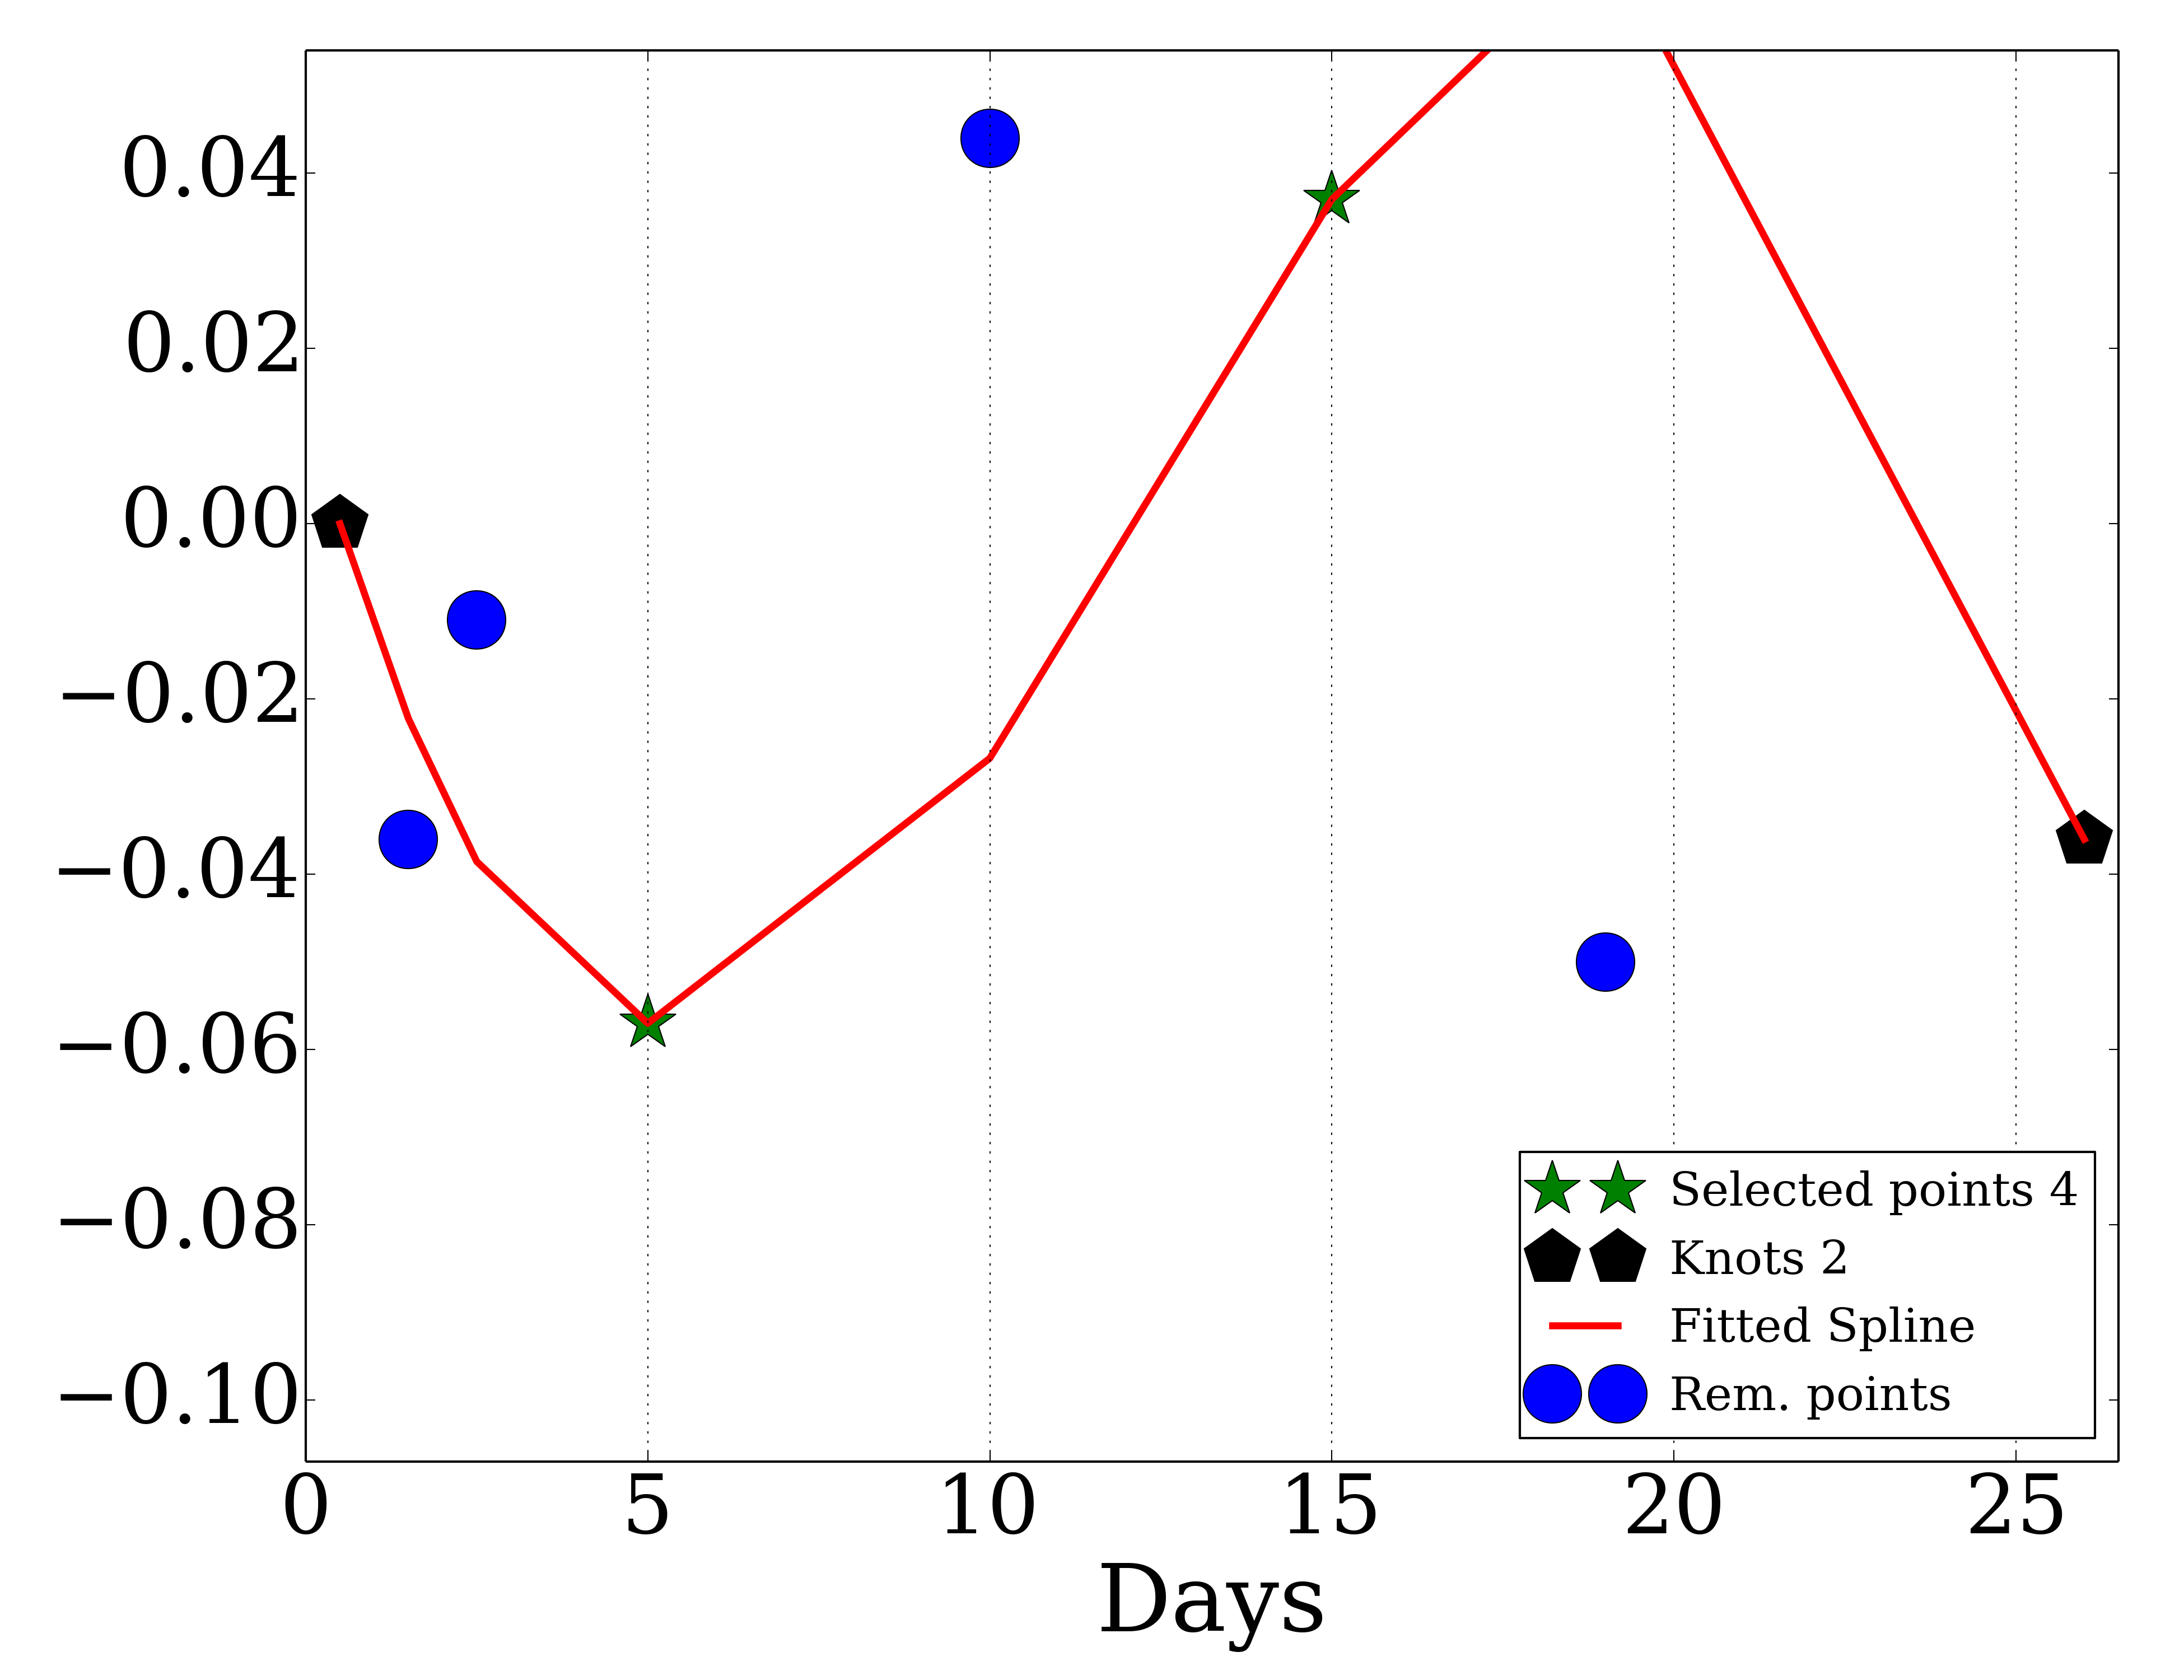 0.04
0.02
0.00
−0.02
−0.04
−0.06
−0.08
−0.10
0 5 10 15 20 25
Days
Selected points 4
Knots 2
Fitted Spline
Rem. points